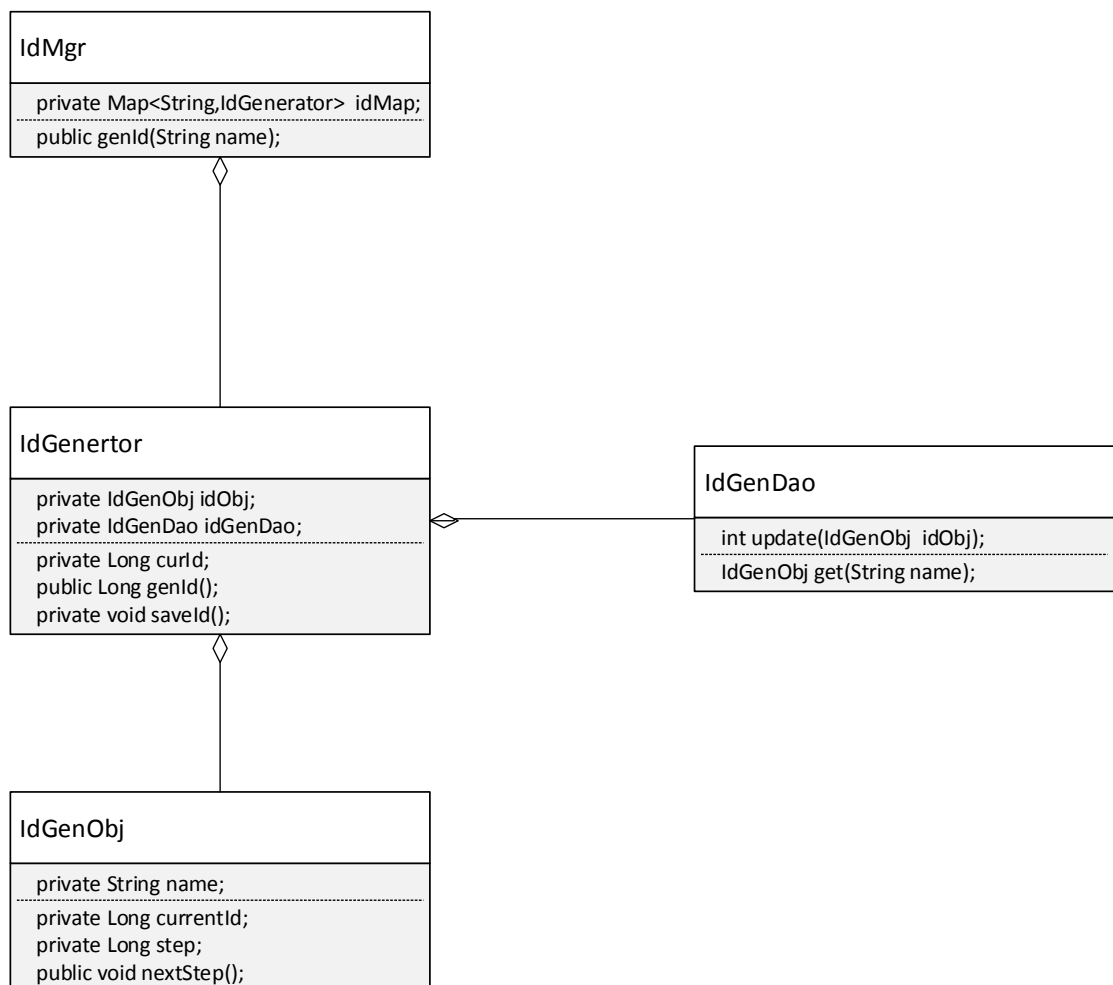 IdMgr
private Map<String,IdGenerator>  idMap;
public genId(String name);
IdGenertor
private IdGenObj idObj;
private IdGenDao idGenDao;
private Long curId;
public Long genId();
private void saveId();
IdGenDao
int update(IdGenObj  idObj);
IdGenObj get(String name);
IdGenObj
private String name;
private Long currentId;
private Long step;
public void nextStep();